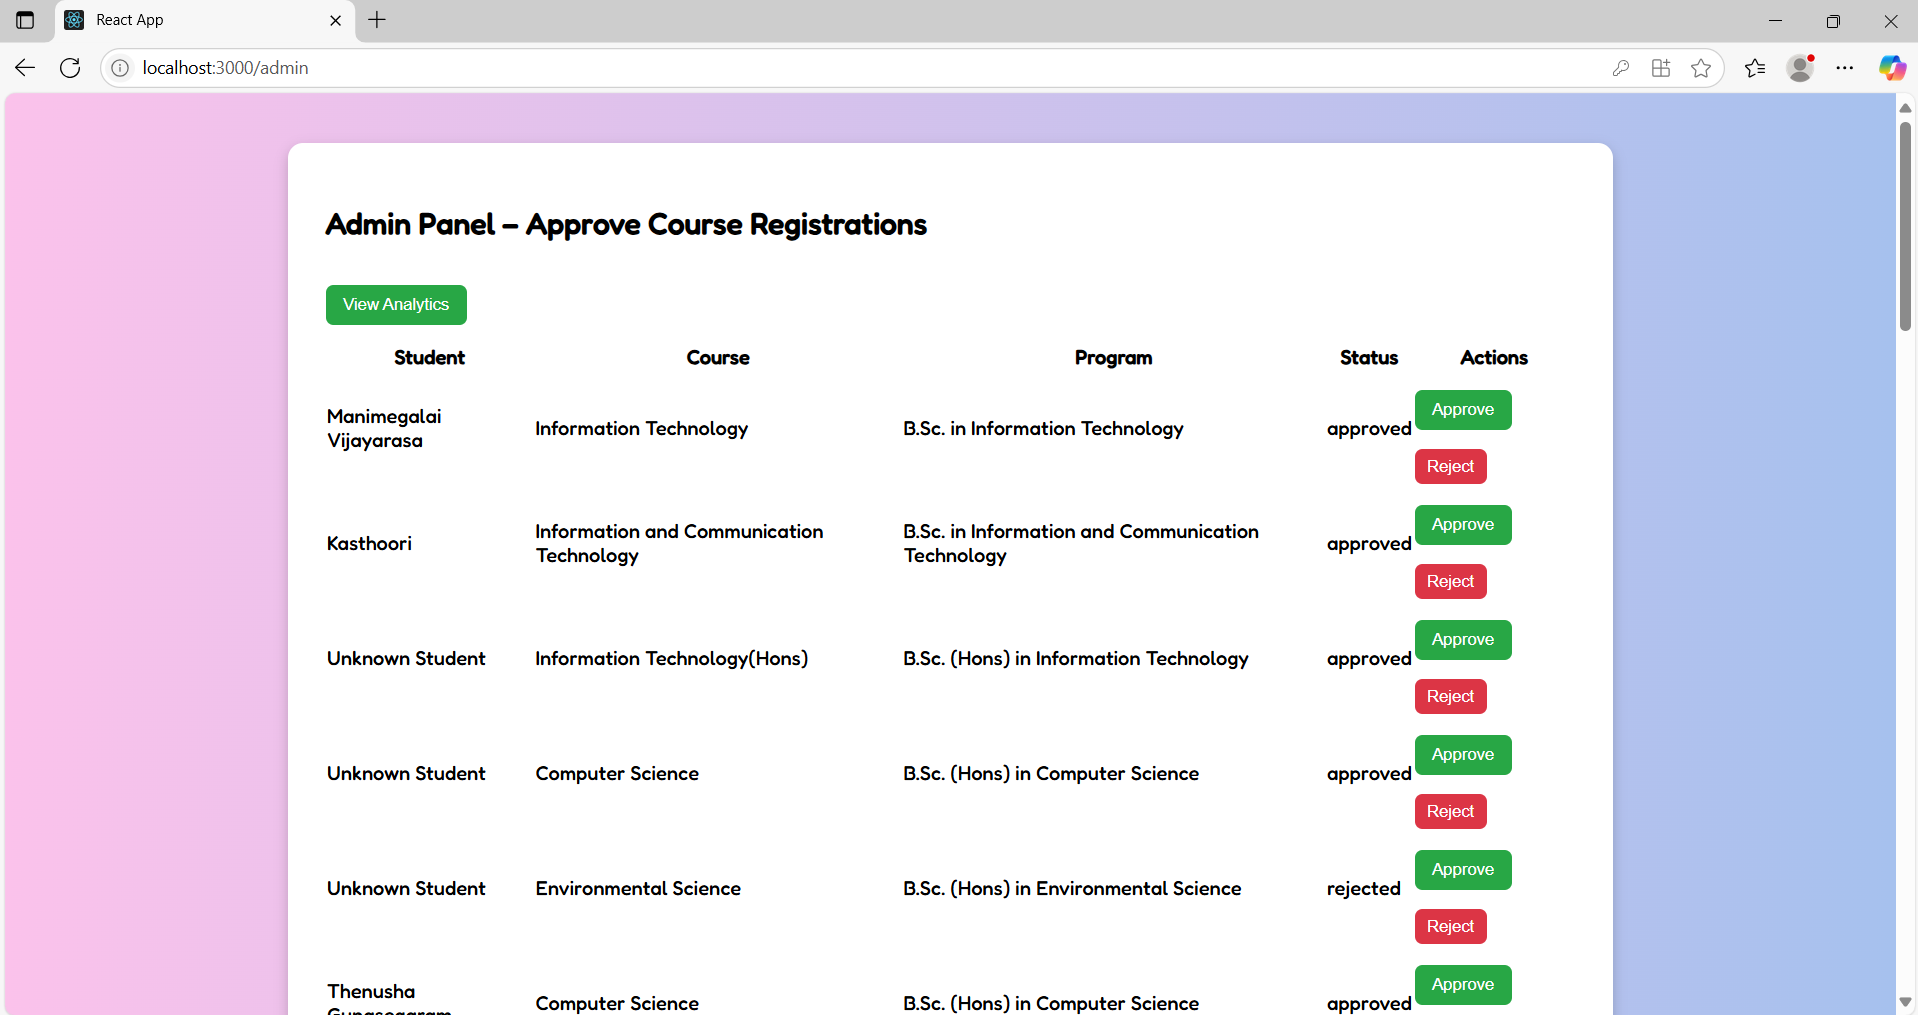 React App
localhost:3000/admin
Admin Panel – Approve Course Registrations
View Analytics
Student Course Program Status Actions
Manimegalai
Vijayarasa
Information Technology
B.Sc. in Information Technology
approved
Approve
Reject
Kasthoori
Information and Communication
Technology
B.Sc. in Information and Communication
Technology
approved
Approve
Reject
Unknown Student
Information Technology(Hons)
B.Sc. (Hons) in Information Technology
approved
Approve
Reject
Unknown Student
Computer Science
B.Sc. (Hons) in Computer Science
approved
Approve
Reject
Unknown Student
Environmental Science
B.Sc. (Hons) in Environmental Science
rejected
Approve
Reject
Thenusha
Computer Science
B.Sc. (Hons) in Computer Science
approved
Approve